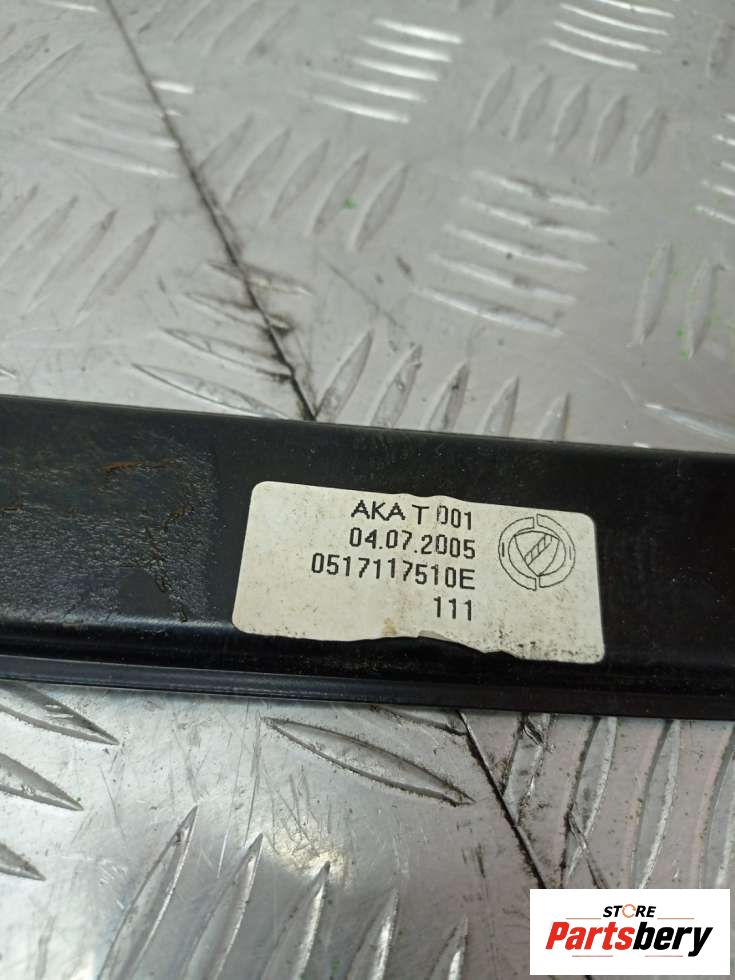 AKA T 001
04.07.2005
0517117510E
111
STORE
Partsbery